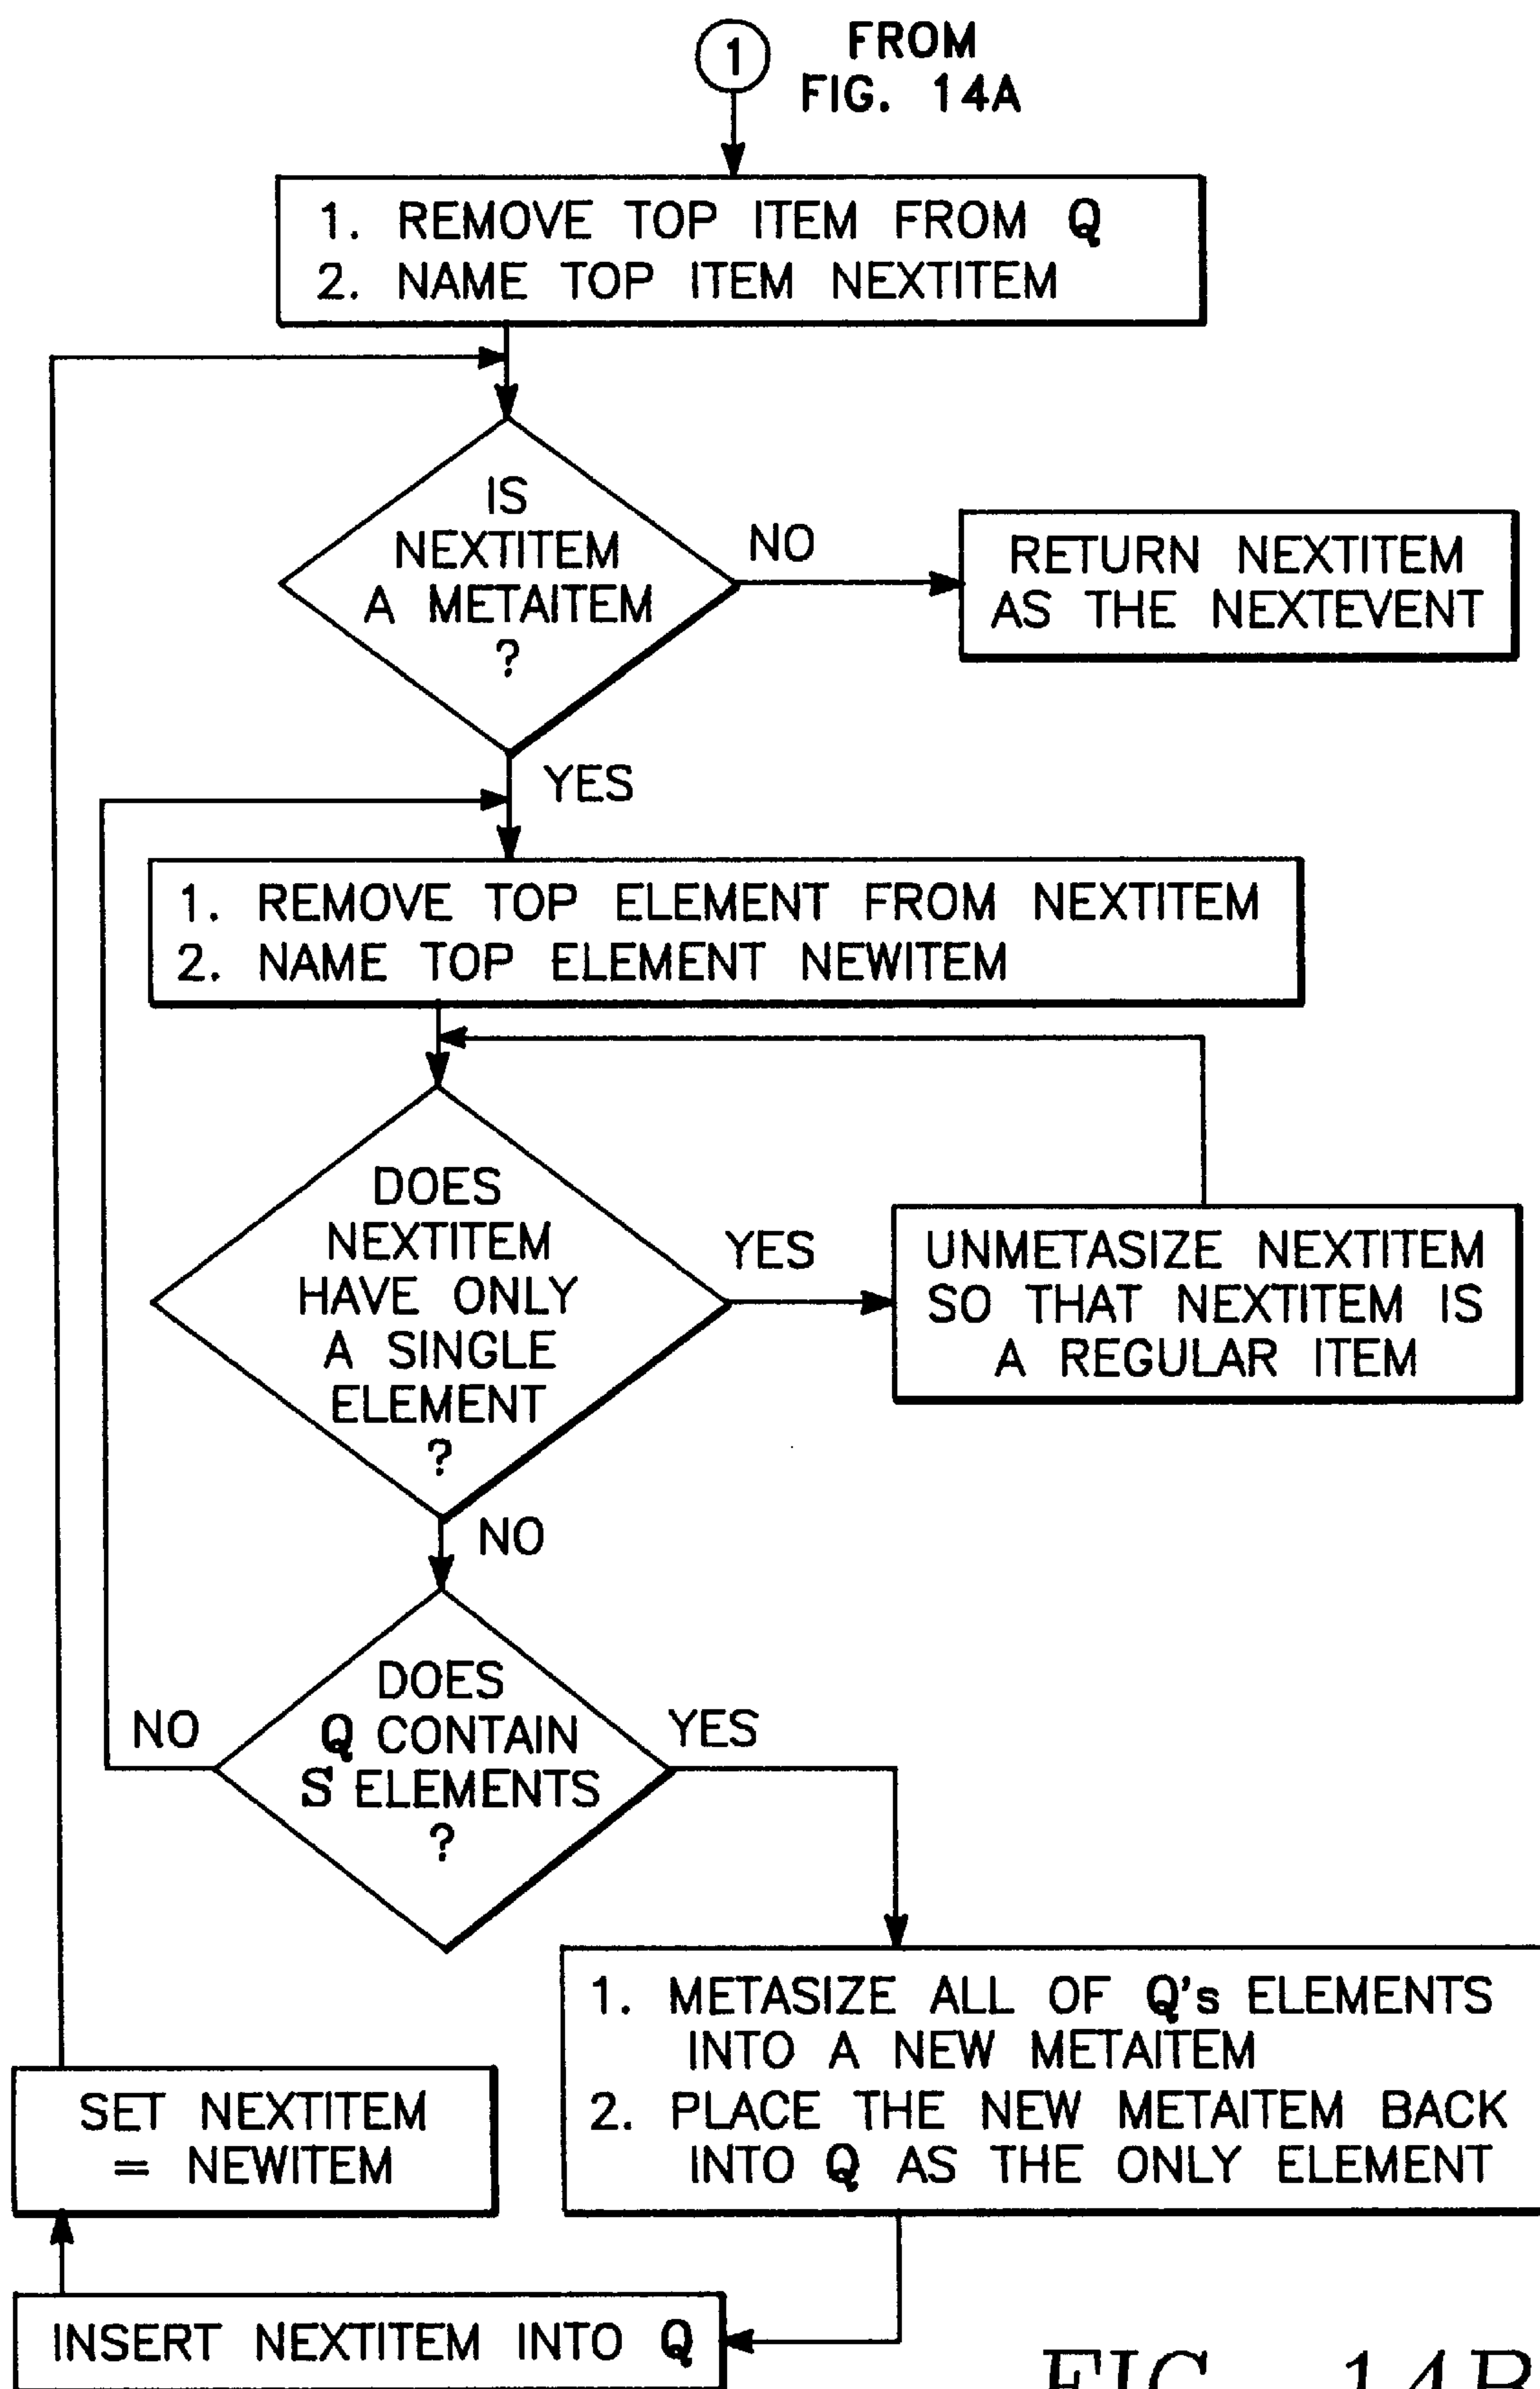 1
FROM
FIG. 14A
1. REMOVE TOP ITEM FROM Q
2. NAME TOP ITEM NEXTITEM
IS
NEXTITEM
A METAITEM
?
NO
RETURN NEXTITEM
AS THE NEXTEVENT
YES
1. REMOVE TOP ELEMENT FROM NEXTITEM
2. NAME TOP ELEMENT NEWITEM
DOES
NEXTITEM
HAVE ONLY
A SINGLE
ELEMENT
?
YES
UNMETASIZE NEXTITEM
SO THAT NEXTITEM IS
A REGULAR ITEM
NO
DOES
Q CONTAIN
S ELEMENTS
?
NO
YES
1. METASIZE ALL OF Q's ELEMENTS
INTO A NEW METAITEM
2. PLACE THE NEW METAITEM BACK
INTO Q AS THE ONLY ELEMENT
SET NEXTITEM
= NEWITEM
INSERT NEXTITEM INTO Q
FIG. 14B